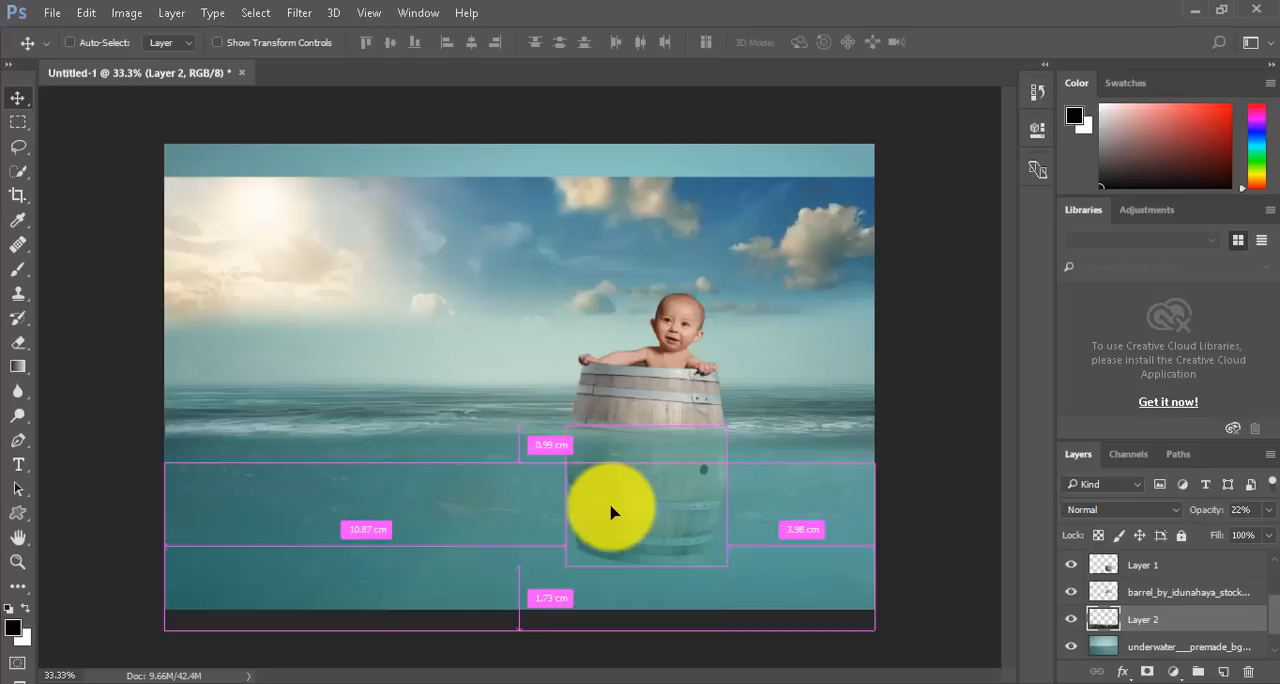 Ps File Edit Image Layer Type Select Filter 3D View Window Help
Auto-Select: Layer Show Transform Controls 3D Mode:
Untitled-1 @ 33.3% (Layer 2, RGB/8) *
Color Swatches
Libraries Adjustments
To use Creative Cloud Libraries,
please install the Creative Cloud
Application
Get it now!
0.99 cm
10.87 cm
3.98 cm
1.73 cm
Layers Channels Paths
Kind
Normal Opacity: 22%
Lock: Fill: 100%
Layer 1
barrel_by_idunahaya_stock...
Layer 2
underwater___premade_bg...
33.33% Doc: 9.66M/42.4M